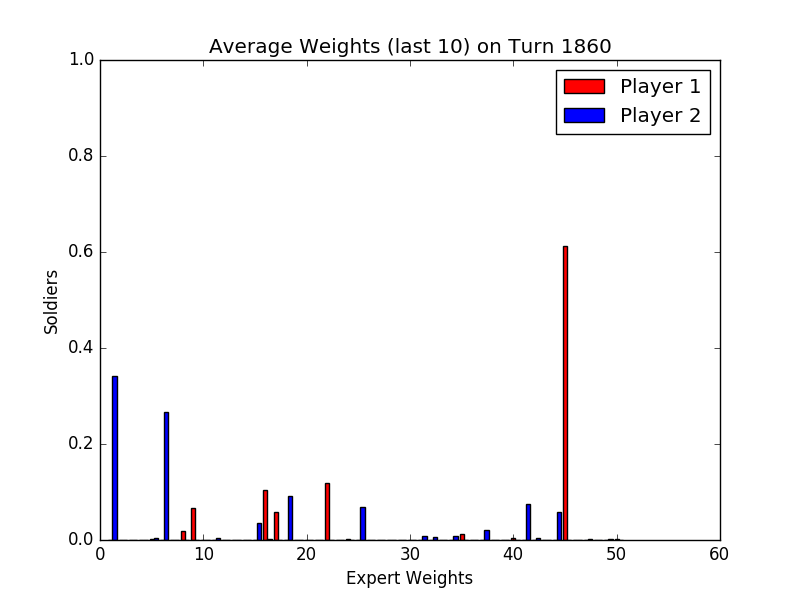 Average Weights (last 10) on Turn 1860
Player 1
Player 2
1.0
0.8
0.6
0.4
0.2
0.0
Soldiers
0
10
20
30
40
50
60
Expert Weights